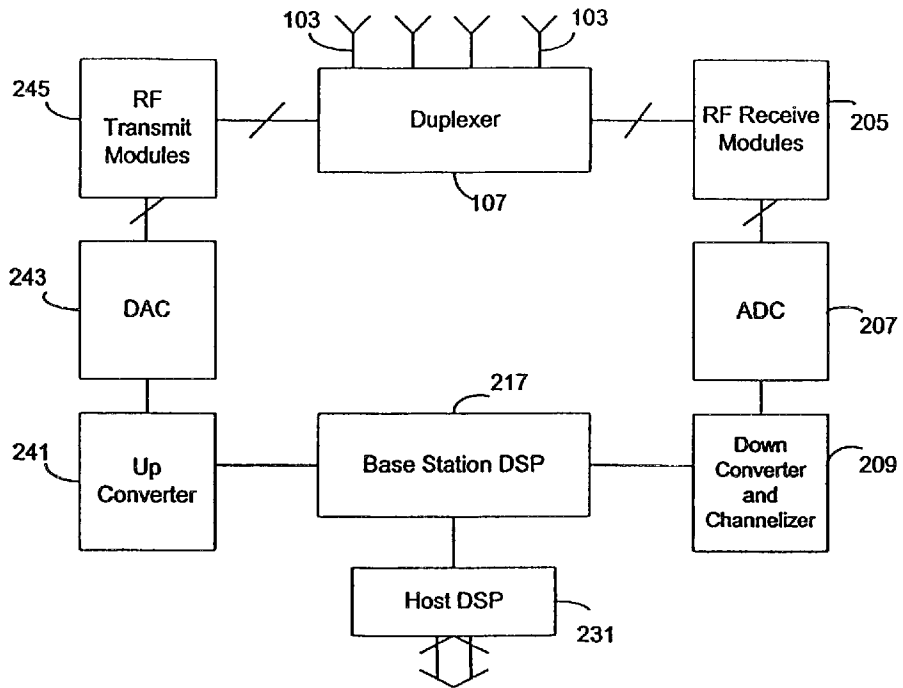 103
103
245
RF
Transmit
Modules
Duplexer
RF Receive
Modules
205
107
243
DAC
ADC
207
217
241
Up
Converter
Base Station DSP
Down
Converter
and
Channelizer
209
Host DSP
231